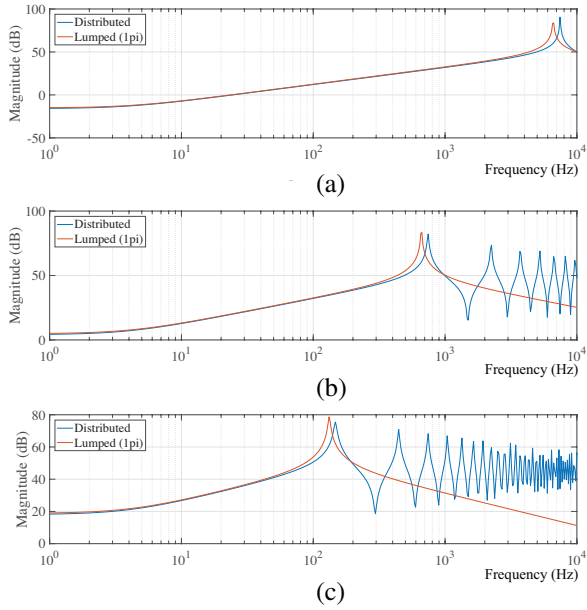 (a)
Distributed
Lumped (1pi)
Magnitude (dB)
100
50
0
-50
10^0
10^1
10^2
10^3
10^4
Frequency (Hz)
(b)
Distributed
Lumped (1pi)
Magnitude (dB)
100
50
0
10^0
10^1
10^2
10^3
10^4
Frequency (Hz)
(c)
Distributed
Lumped (1pi)
Magnitude (dB)
80
60
40
20
0
10^0
10^1
10^2
10^3
10^4
Frequency (Hz)